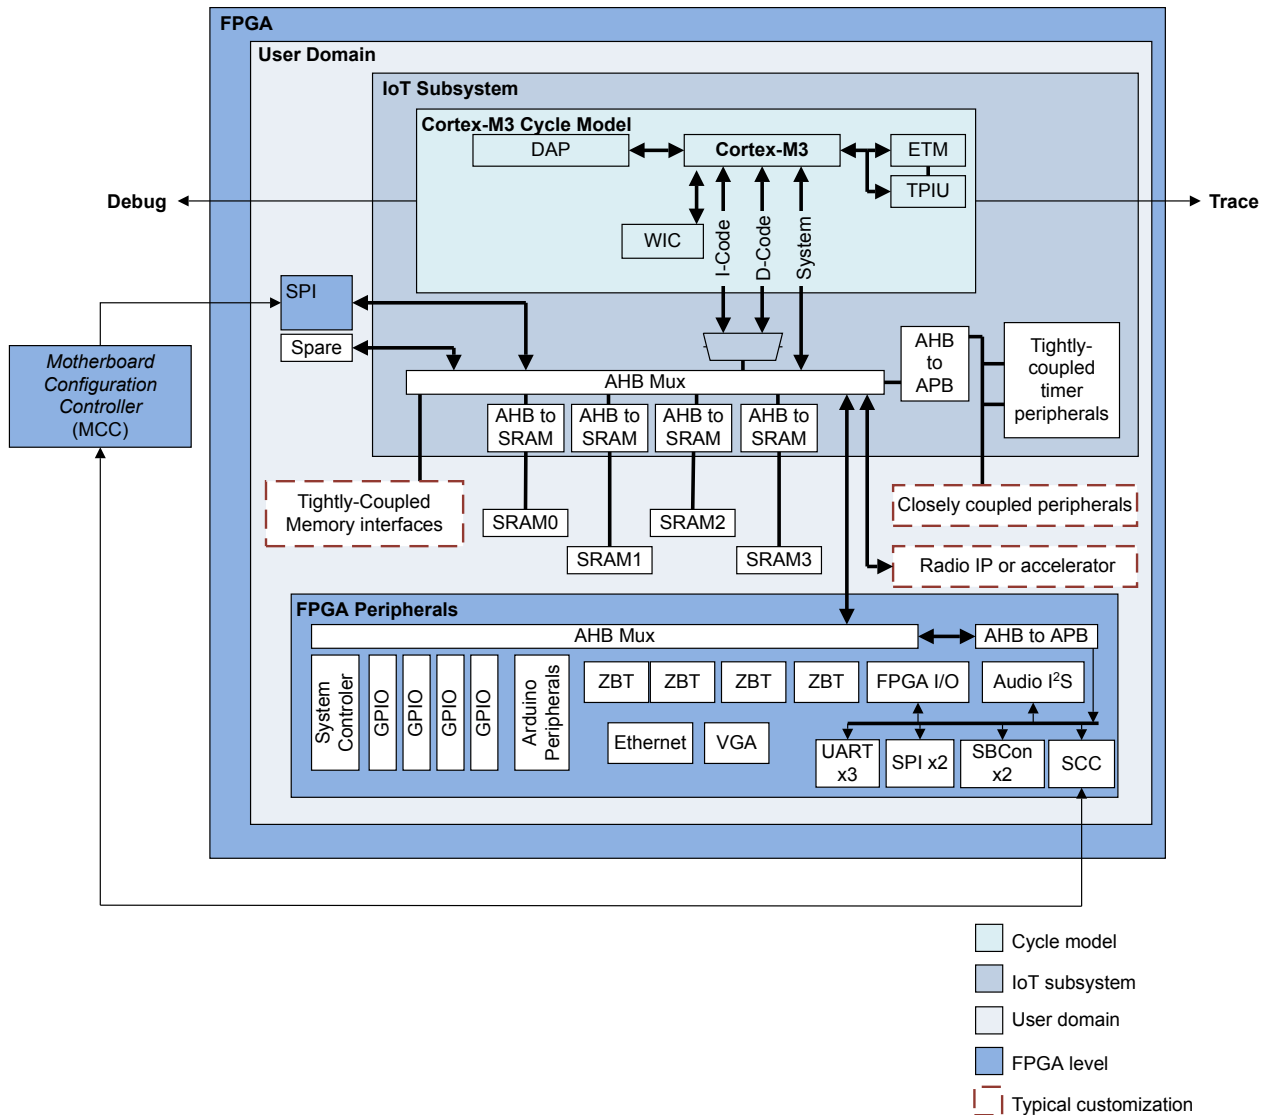 FPGA
User Domain
IoT Subsystem
Cortex-M3 Cycle Model
DAP
Cortex-M3
ETM
TPIU
WIC
I-Code
D-Code
System
Debug
Trace
SPI
Spare
Motherboard
Configuration
Controller
(MCC)
AHB
to
APB
Tightly-
coupled
timer
peripherals
AHB Mux
AHB to
SRAM
AHB to
SRAM
AHB to
SRAM
AHB to
SRAM
Tightly-Coupled
Memory interfaces
SRAM0
SRAM1
SRAM2
SRAM3
Closely coupled peripherals
Radio IP or accelerator
FPGA Peripherals
AHB Mux
AHB to APB
System
Controller
GPIO
GPIO
GPIO
GPIO
Arduino
Peripherals
ZBT
ZBT
ZBT
ZBT
FPGA I/O
Audio I²S
Ethernet
VGA
UART
x3
SPI x2
SBCon
x2
SCC
Cycle model
IoT subsystem
User domain
FPGA level
Typical customization